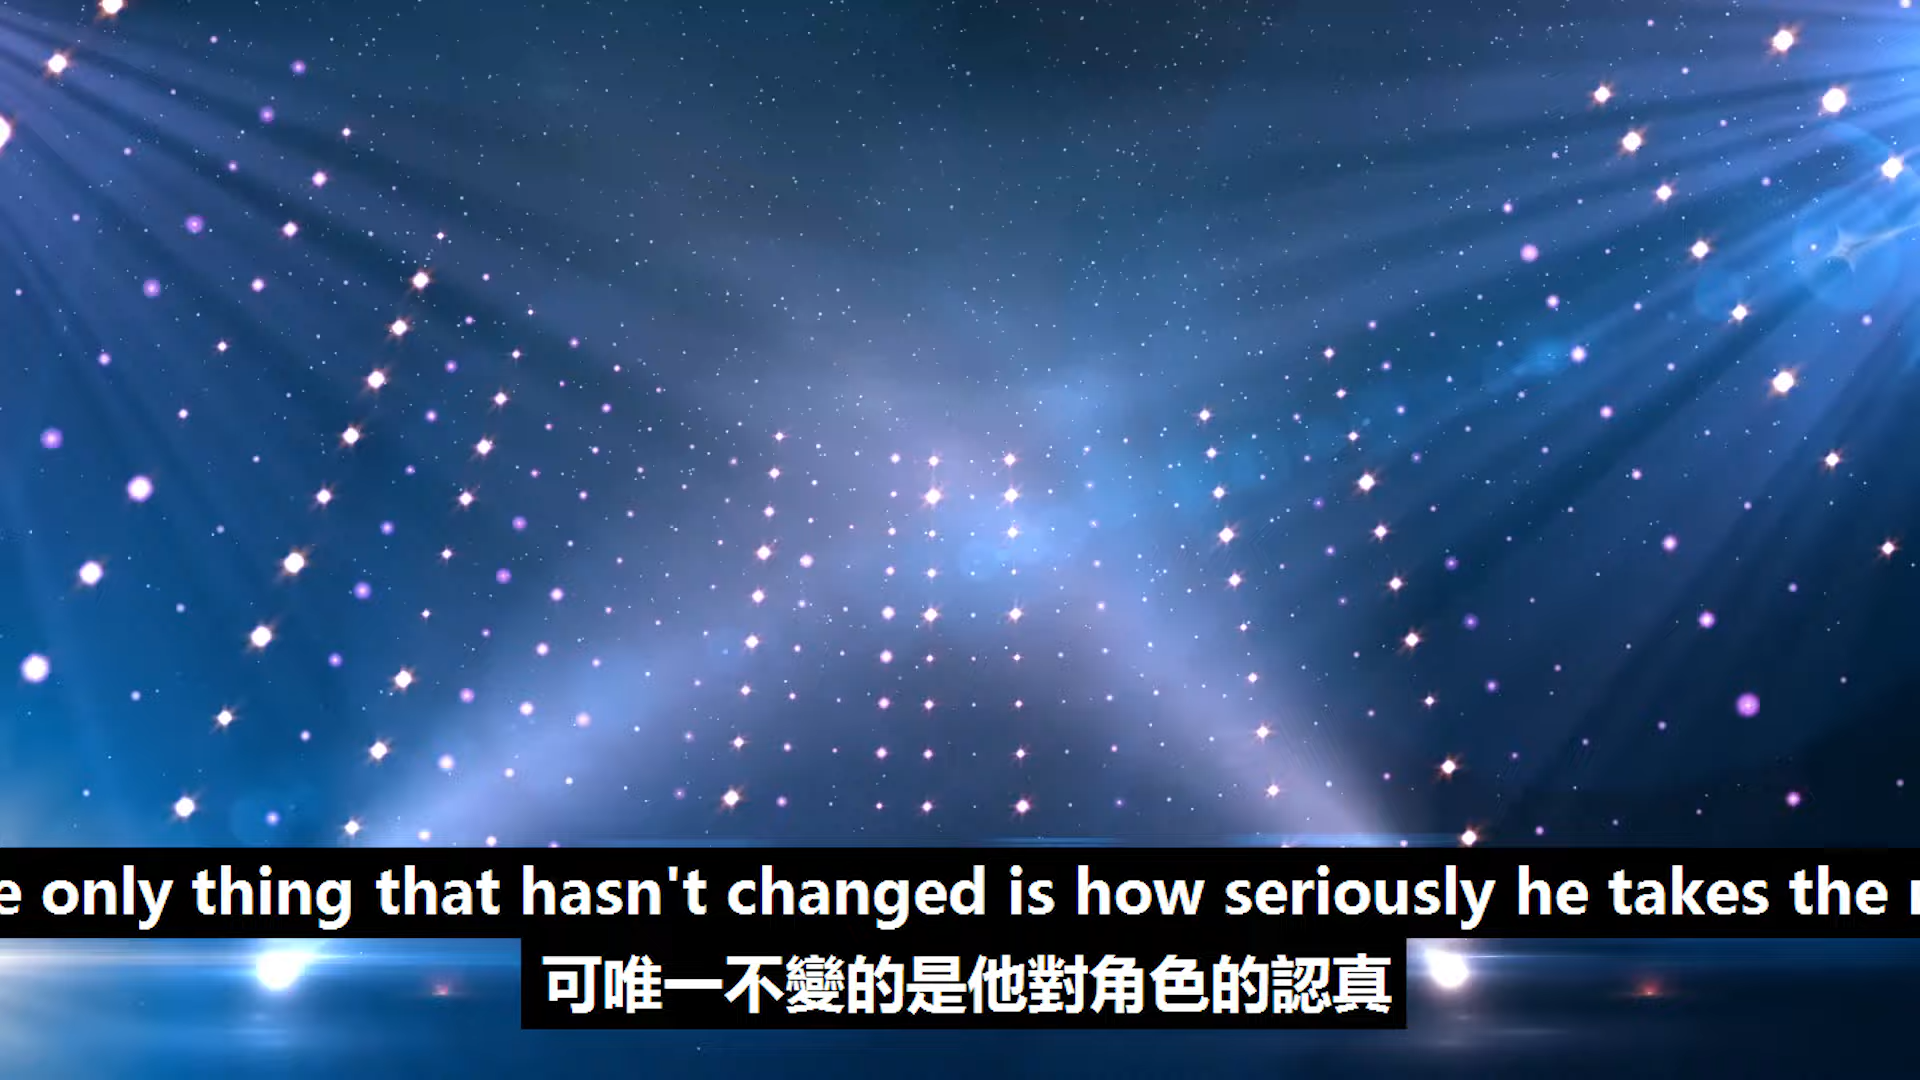 only thing that hasn't changed is how seriously he takes the
可唯一不變的是他對角色的認真